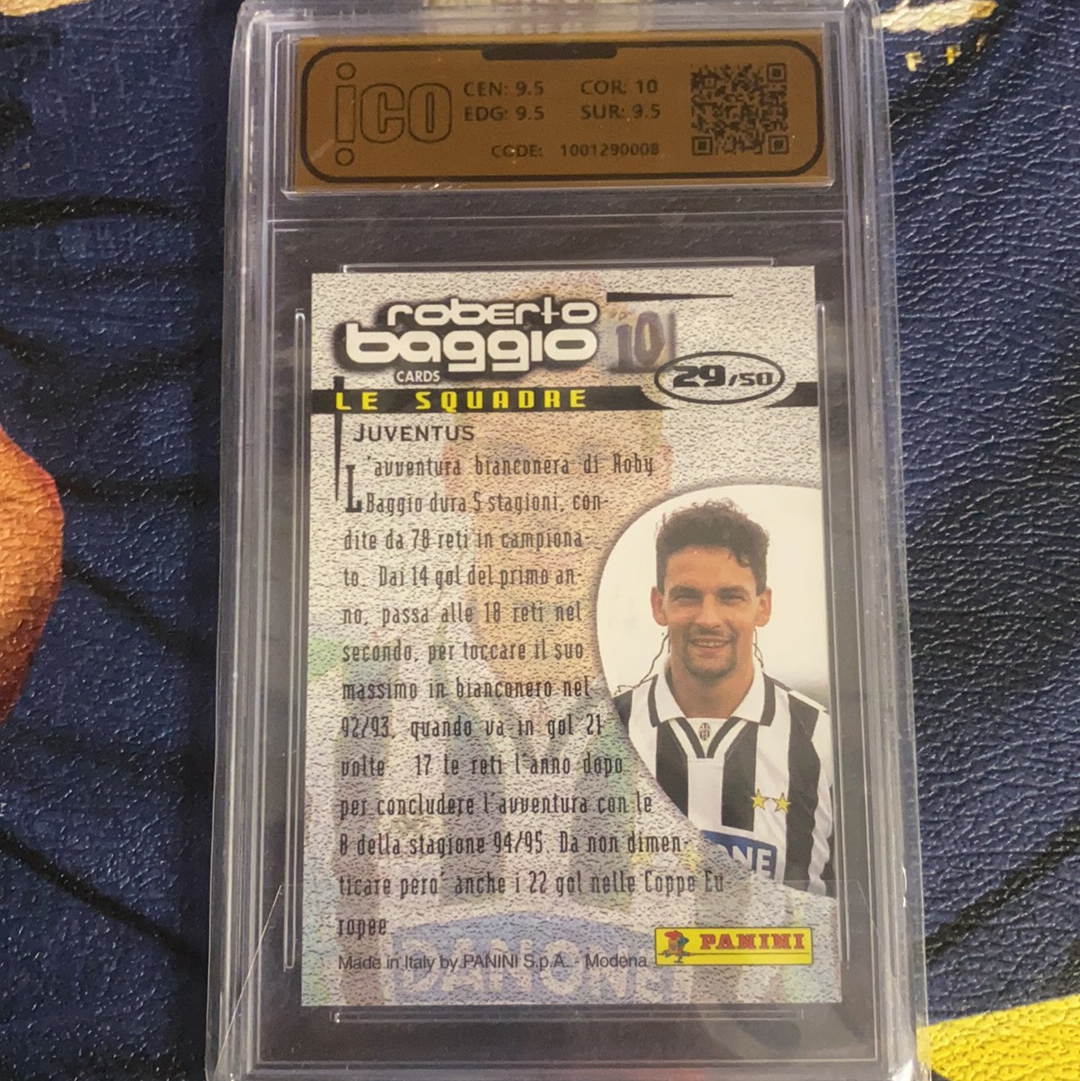 ico
CEN: 9.5 COR: 10
EDG: 9.5 SUR: 9.5
CODE: 1001290008
roberto
baggio 10
CARDS
29/50
LE SQUADRE
JUVENTUS
L'avventura bianconera di Roby
Baggio dura 5 stagioni, con-
dite da 78 reti in campiona-
to. Dai 14 gol del primo an-
no, passa alle 18 reti nel
secondo, per toccare il suo
massimo in bianconero nel
92/93, quando va in gol 21
volte 17 le reti l'anno dopo
per concludere l'avventura con le
8 della stagione 94/95. Da non dimen-
ticare pero' anche i 22 gol nelle Coppe Eu-
ropee
NE
DANONE
Made in Italy by PANINI S.p.A. - Modena
PANINI